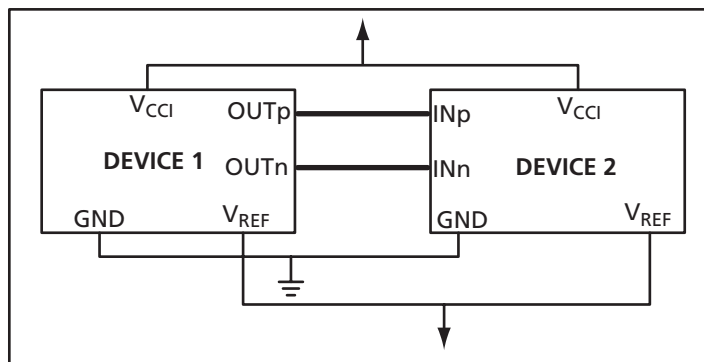 V_CCI
V_CCI
OUTp
INp
DEVICE 1
OUTn
INn
DEVICE 2
GND
V_REF
GND
V_REF